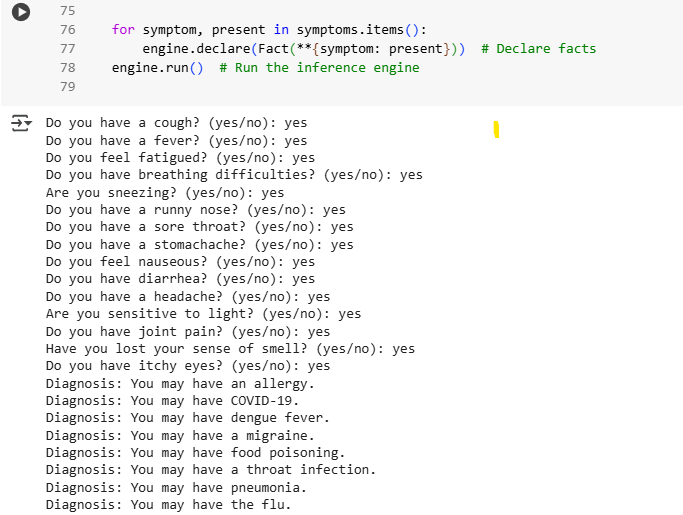 75
76 for symptom, present in symptoms.items():
77 engine.declare(Fact(**{symptom: present})) # Declare facts
78 engine.run() # Run the inference engine
79
Do you have a cough? (yes/no): yes
Do you have a fever? (yes/no): yes
Do you feel fatigued? (yes/no): yes
Do you have breathing difficulties? (yes/no): yes
Are you sneezing? (yes/no): yes
Do you have a runny nose? (yes/no): yes
Do you have a sore throat? (yes/no): yes
Do you have a stomachache? (yes/no): yes
Do you feel nauseous? (yes/no): yes
Do you have diarrhea? (yes/no): yes
Do you have a headache? (yes/no): yes
Are you sensitive to light? (yes/no): yes
Do you have joint pain? (yes/no): yes
Have you lost your sense of smell? (yes/no): yes
Do you have itchy eyes? (yes/no): yes
Diagnosis: You may have an allergy.
Diagnosis: You may have COVID-19.
Diagnosis: You may have dengue fever.
Diagnosis: You may have a migraine.
Diagnosis: You may have food poisoning.
Diagnosis: You may have a throat infection.
Diagnosis: You may have pneumonia.
Diagnosis: You may have the flu.